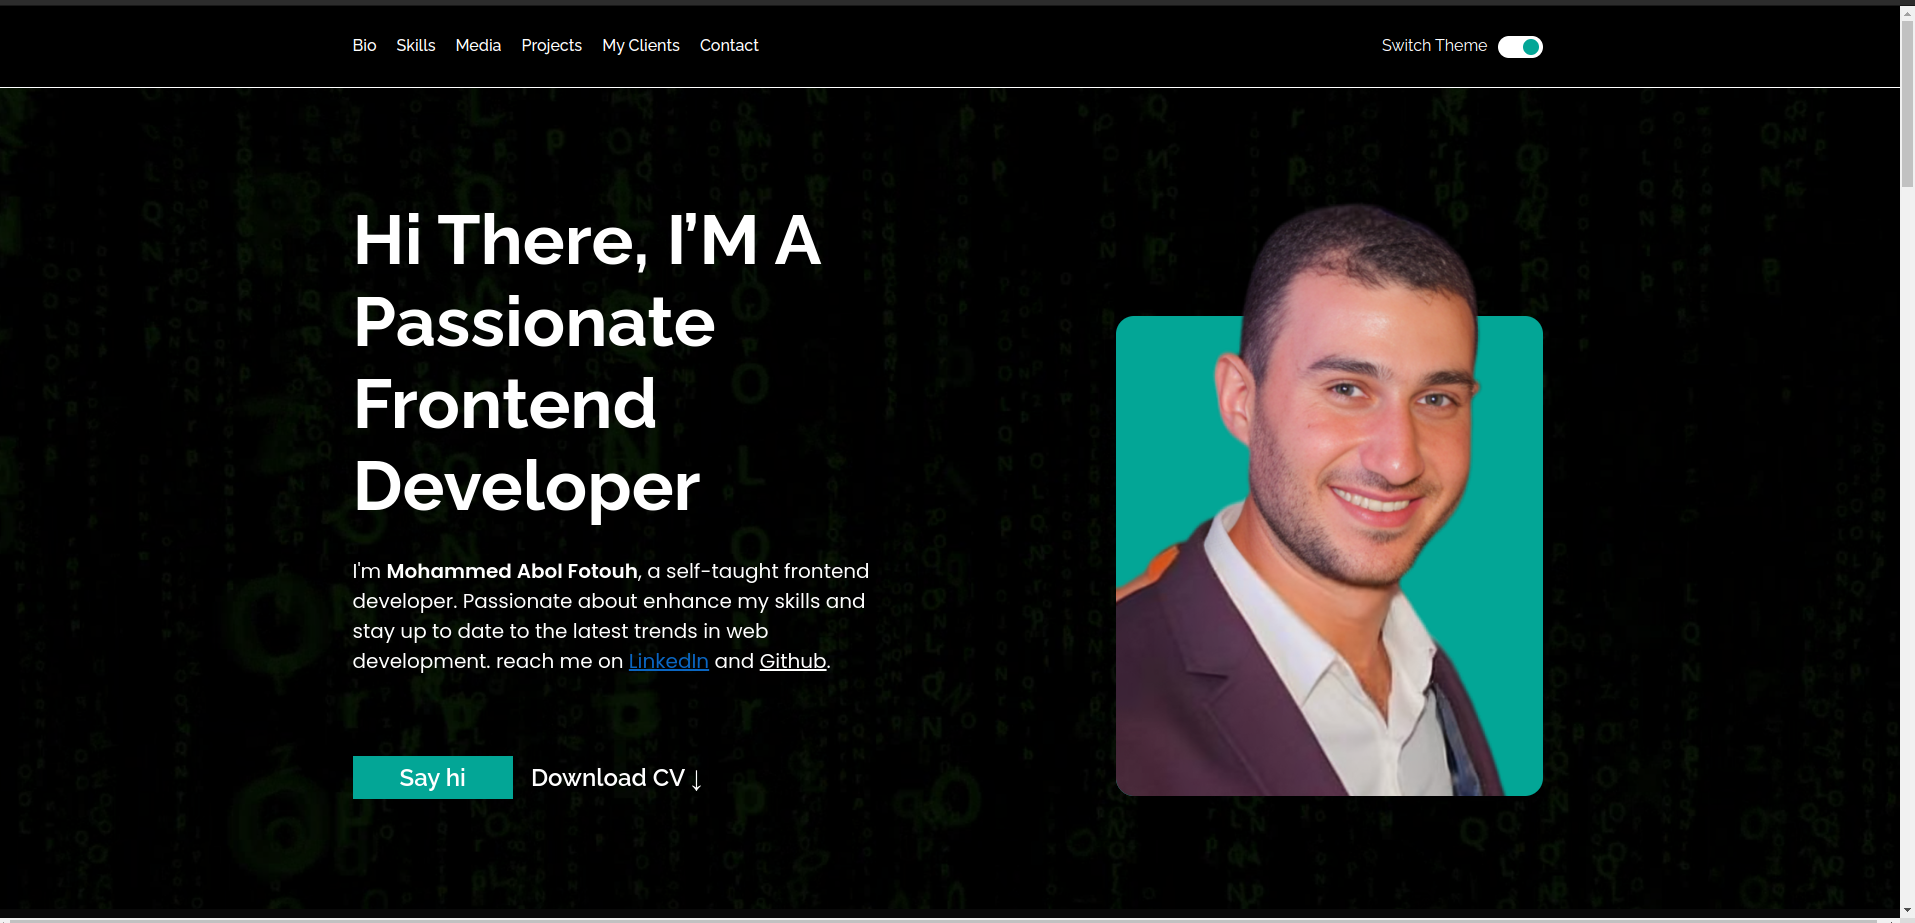 Bio Skills Media Projects My Clients Contact Switch Theme
Hi There, I’M A
Passionate
Frontend
Developer
I'm Mohammed Abol Fotouh, a self-taught frontend
developer. Passionate about enhance my skills and
stay up to date to the latest trends in web
development. reach me on LinkedIn and Github.
Say hi Download CV ↓